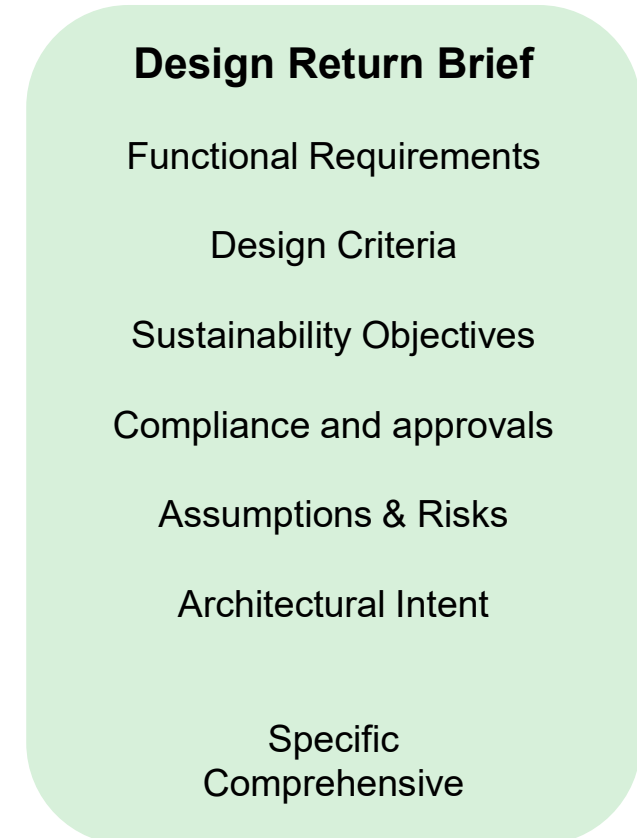 Design Return Brief
Functional Requirements
Design Criteria
Sustainability Objectives
Compliance and approvals
Assumptions & Risks
Architectural Intent
Specific
Comprehensive